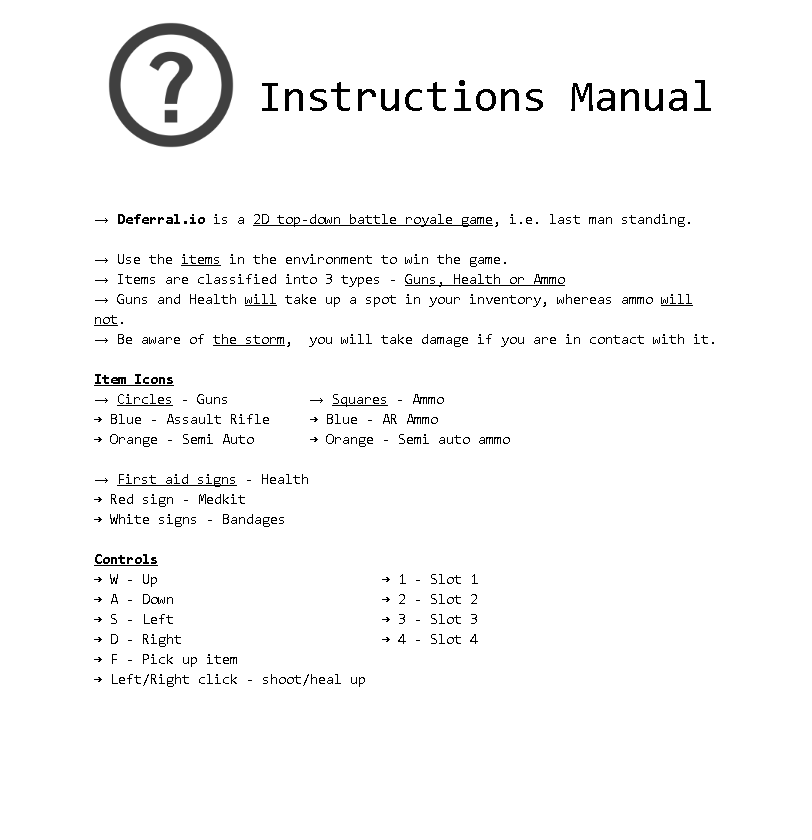 ?
Instructions Manual
→ Deferral.io is a 2D top-down battle royale game, i.e. last man standing.
→ Use the items in the environment to win the game.
→ Items are classified into 3 types - Guns, Health or Ammo
→ Guns and Health will take up a spot in your inventory, whereas ammo will
not.
→ Be aware of the storm,  you will take damage if you are in contact with it.
Item Icons
→ Circles - Guns → Squares - Ammo
→ Blue - Assault Rifle → Blue - AR Ammo
→ Orange - Semi Auto → Orange - Semi auto ammo
→ First aid signs - Health
→ Red sign - Medkit
→ White signs - Bandages
Controls
→ W - Up → 1 - Slot 1
→ A - Down → 2 - Slot 2
→ S - Left → 3 - Slot 3
→ D - Right → 4 - Slot 4
→ F - Pick up item
→ Left/Right click - shoot/heal up